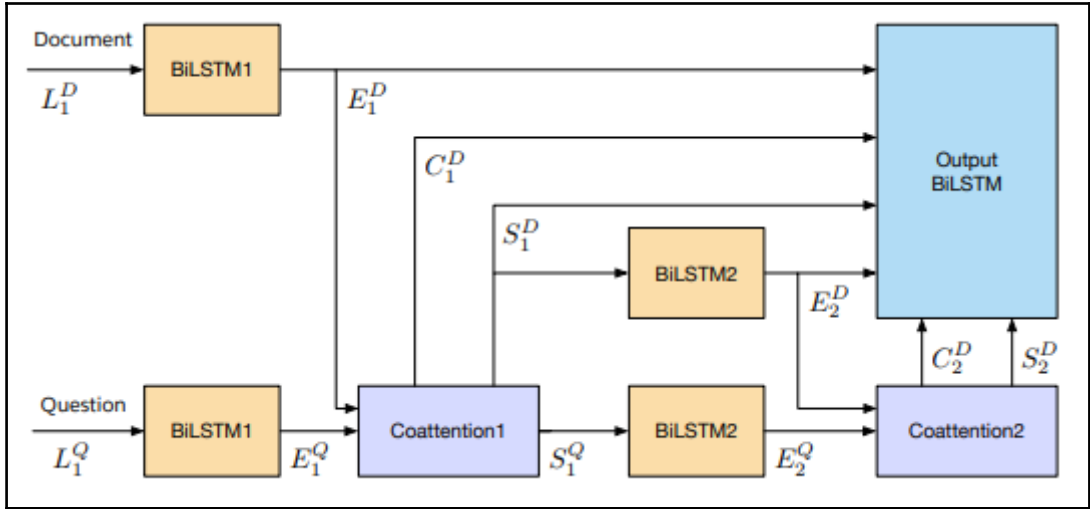 Document
BiLSTM1
L_1^D
E_1^D
C_1^D
Output
BiLSTM
S_1^D
BiLSTM2
E_2^D
C_2^D
S_2^D
Question
BiLSTM1
Coattention1
BiLSTM2
Coattention2
L_1^Q
E_1^Q
S_1^Q
E_2^Q